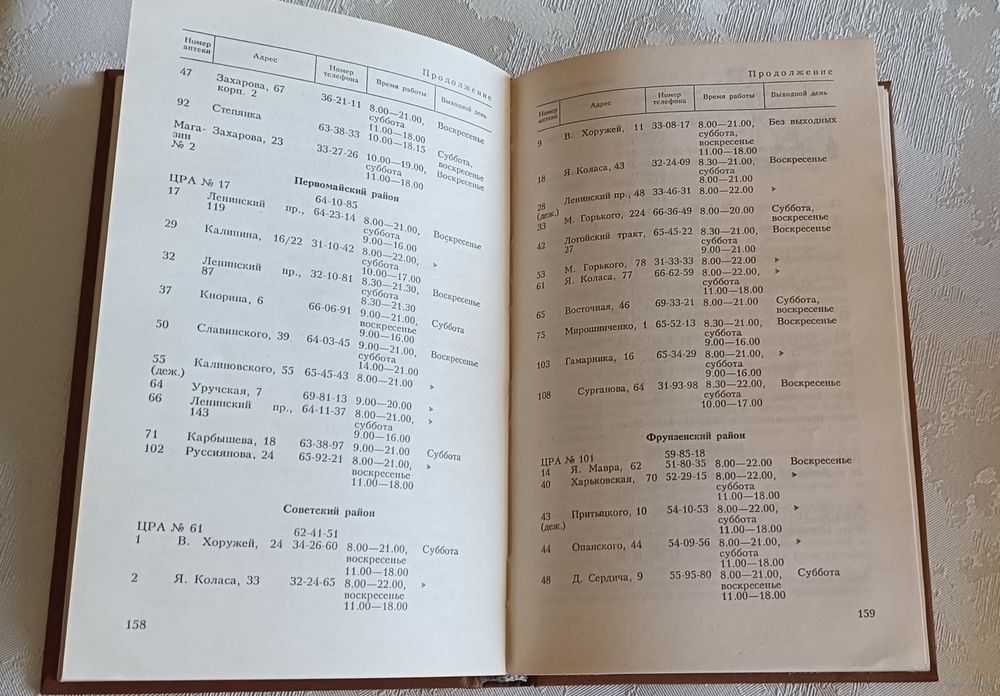 Продолжение
Номер аптеки Адрес Номер телефона Время работы Выходной день
47 Захарова, 67 36-21-11 8.00—21.00, Воскресенье
корп. 2 суббота
11.00—18.00
92 Степянка 63-38-33 10.00—18.15 Суббота,
воскресенье
Мага- Захарова, 23 33-27-26 10.00—19.00, Воскресенье
зин суббота
№ 2 11.00—18.00
Первомайский район
ЦРА № 17 64-10-85
17 Ленинский пр., 64-23-14 8.00—21.00, Воскресенье
119 суббота
9.00—16.00
29 Калинина, 16/22 31-10-42 8.00—22.00, »
суббота
10.00—17.00
32 Ленинский пр., 32-10-81 8.30—21.30, Воскресенье
87 суббота
8.30—21.30
37 Кнорина, 6 66-06-91 9.00—21.00, Суббота
воскресенье
9.00—16.00
50 Славинского, 39 64-03-45 9.00—21.00, Воскресенье
суббота
14.00—21.00
55 Калиновского, 55 65-45-43 8.00—21.00 »
(деж.)
64 Уручская, 7 69-81-13 9.00—20.00 »
66 Ленинский пр., 64-11-37 8.00—21.00, »
143 суббота
9.00—16.00
71 Карбышева, 18 63-38-97 9.00—21.00 Суббота
102 Руссиянова, 24 65-92-21 8.00—21.00, »
воскресенье
11.00—18.00
Советский район
ЦРА № 61 62-41-51
1 В. Хоружей, 24 34-26-60 8.00—21.00, Суббота
воскресенье
11.00—18.00
2 Я. Коласа, 33 32-24-65 8.00—22.00, »
воскресенье
11.00—18.00
158
Продолжение
Номер аптеки Адрес Номер телефона Время работы Выходной день
9 В. Хоружей, 11 33-08-17 8.00—21.00, Без выходных
суббота,
воскресенье
11.00—18.00
18 Я. Коласа, 43 32-24-09 8.30—21.00, Воскресенье
суббота
8.00—21.00
28 Ленинский пр., 48 33-46-31 8.00—22.00 »
(деж.)
33 М. Горького, 224 66-36-49 8.00—20.00 Суббота,
воскресенье
42 Логойский тракт, 65-45-22 8.30—21.00, Воскресенье
27 суббота
9.00—21.00
53 М. Горького, 78 31-33-33 8.00—22.00 »
61 Я. Коласа, 77 66-62-59 8.00—22.00, »
суббота
11.00—18.00
65 Восточная, 46 69-33-21 8.00—21.00 Суббота,
воскресенье
75 Мирошниченко, 1 65-52-13 8.30—21.00, Воскресенье
суббота
9.00—16.00
103 Гамарника, 16 65-34-29 8.00—21.00, »
суббота
9.00—16.00
108 Сурганова, 64 31-93-98 8.30—22.00, Воскресенье
суббота
10.00—17.00
Фрунзенский район
ЦРА № 101 59-85-18
14 Я. Мавра, 62 51-80-35 8.00—22.00 Воскресенье
40 Харьковская, 70 52-29-15 8.00—22.00, »
суббота
11.00—18.00
43 Притыцкого, 10 54-10-53 8.00—22.00, »
(деж.) суббота
11.00—18.00
44 Опанского, 44 54-09-56 8.00—21.00, »
суббота
11.00—18.00
48 Д. Сердича, 9 55-95-80 8.00—21.00, Суббота
воскресенье
11.00—18.00
159